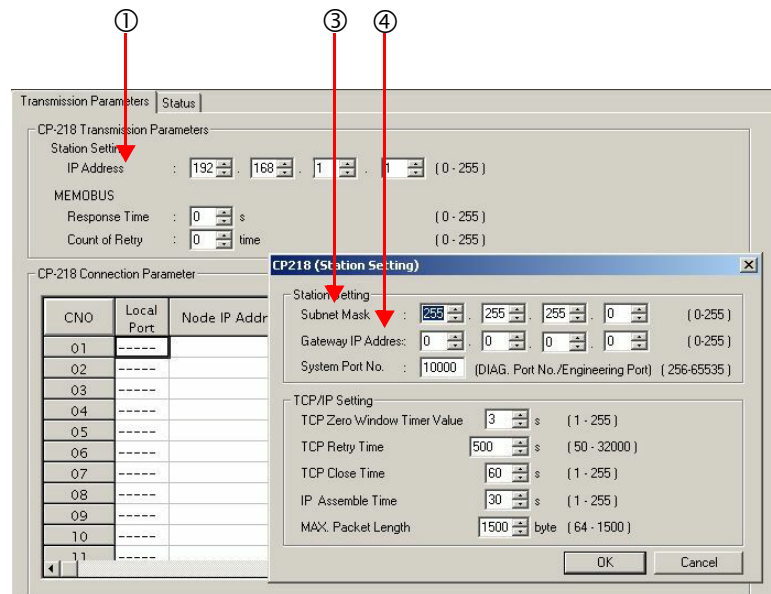 ① ③ ④
Transmission Parameters Status
CP-218 Transmission Parameters
Station Setting
IP Address : 192 . 168 . 1 . 1 ( 0 - 255 )
MEMOBUS
Response Time : 0 s ( 0 - 255 )
Count of Retry : 0 time ( 0 - 255 )
CP-218 Connection Parameter
CNO Local Port Node IP Addr
01 -----
02 -----
03 -----
04 -----
05 -----
06 -----
07 -----
08 -----
09 -----
10 -----
11 -----
CP218 (Station Setting)
Station Setting
Subnet Mask : 255 . 255 . 255 . 0 ( 0-255 )
Gateway IP Address: 0 . 0 . 0 . 0 ( 0-255 )
System Port No. : 10000 (DIAG. Port No./Engineering Port) ( 256-65535 )
TCP/IP Setting
TCP Zero Window Timer Value 3 s ( 1 - 255 )
TCP Retry Time 500 s ( 50 - 32000 )
TCP Close Time 60 s ( 1 - 255 )
IP Assemble Time 30 s ( 1 - 255 )
MAX. Packet Length 1500 byte ( 64 - 1500 )
OK Cancel